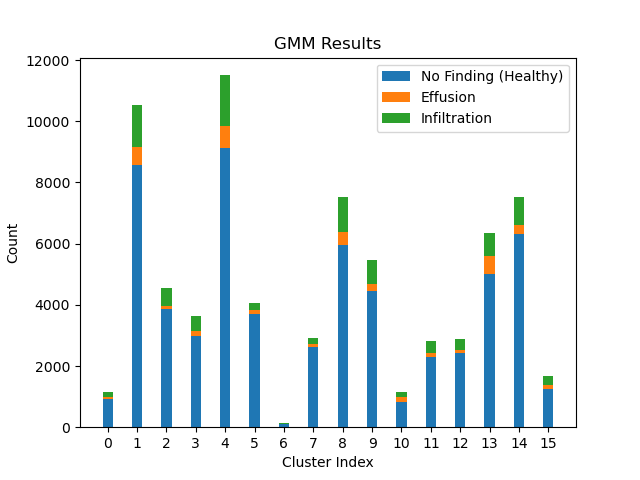 GMM Results
12000
10000
8000
6000
4000
2000
0
Count
No Finding (Healthy)
Effusion
Infiltration
0 1 2 3 4 5 6 7 8 9 10 11 12 13 14 15
Cluster Index